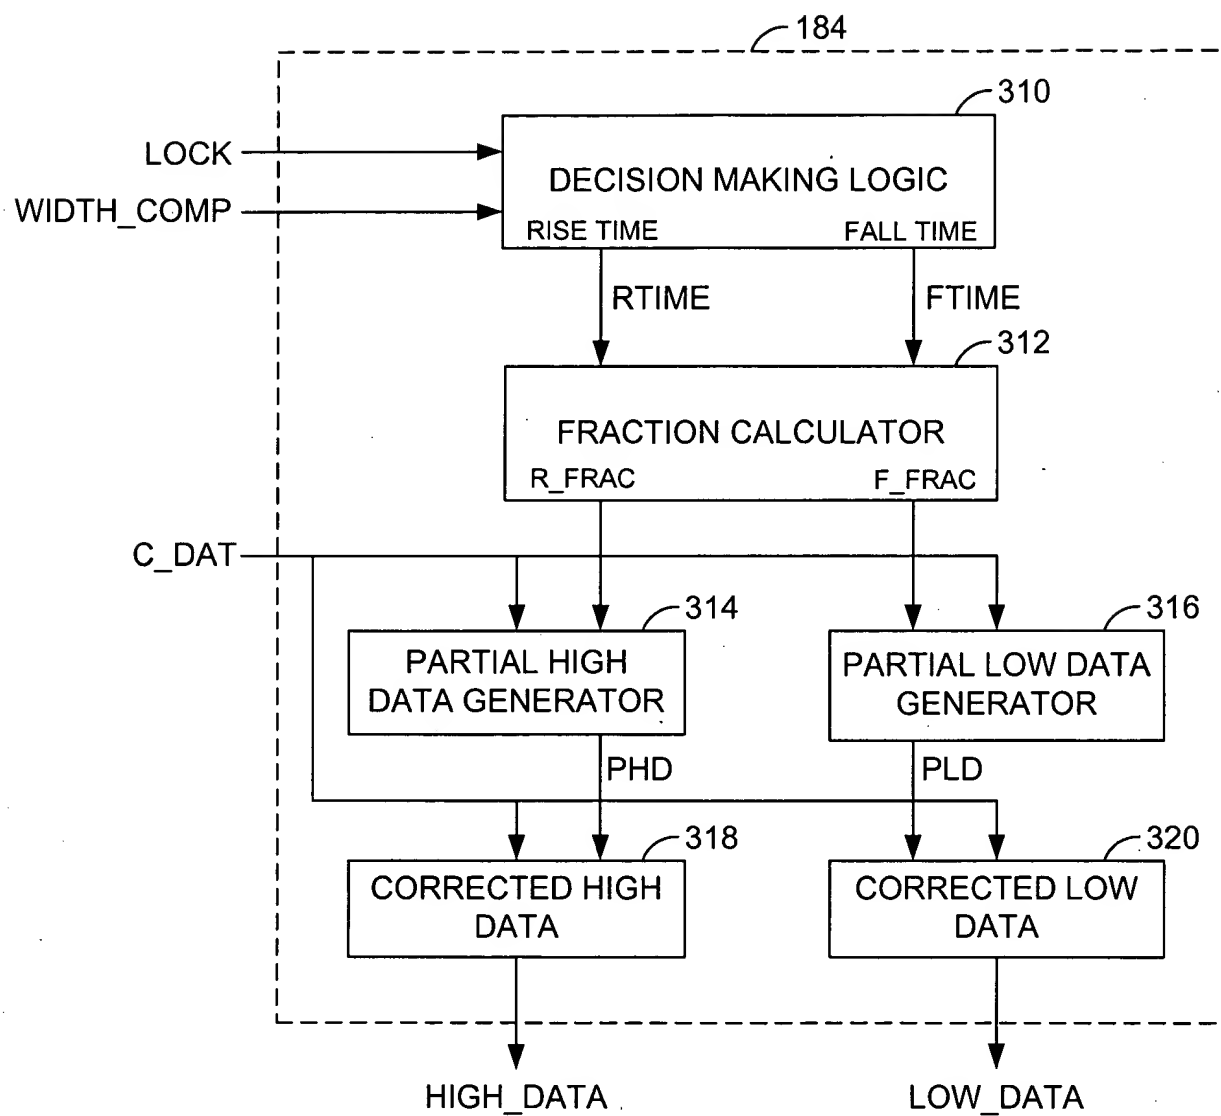 184
310
LOCK
DECISION MAKING LOGIC
WIDTH_COMP
RISE TIME
FALL TIME
RTIME
FTIME
312
FRACTION CALCULATOR
R_FRAC
F_FRAC
C_DAT
314
316
PARTIAL HIGH
DATA GENERATOR
PARTIAL LOW DATA
GENERATOR
PHD
PLD
318
320
CORRECTED HIGH
DATA
CORRECTED LOW
DATA
HIGH_DATA
LOW_DATA